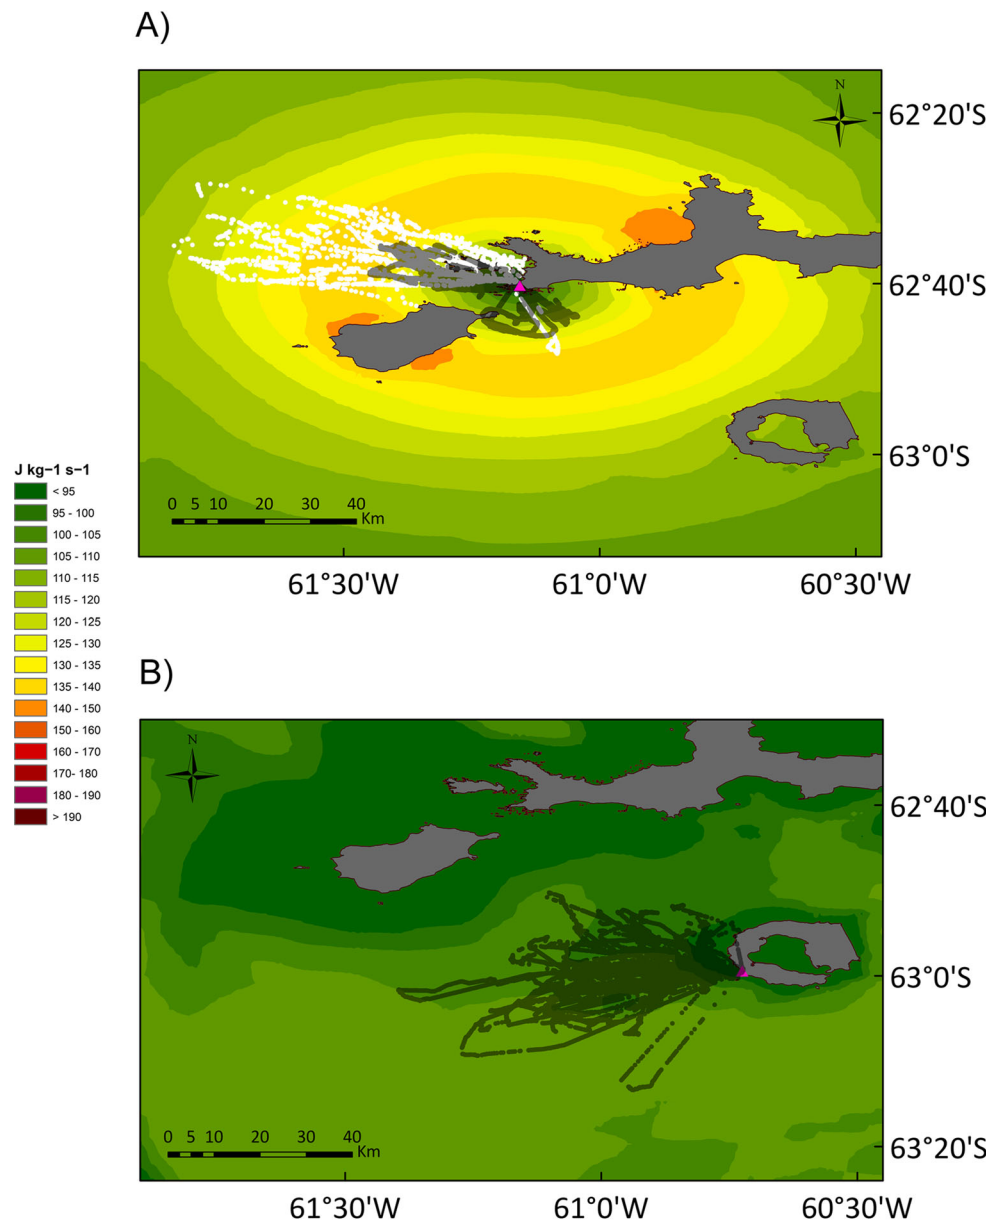 A)
N
62°20'S
62°40'S
63°0'S
0 5 10 20 30 40
Km
61°30'W 61°0'W 60°30'W
J kg−1 s−1
< 95
95 - 100
100 - 105
105 - 110
110 - 115
115 - 120
120 - 125
125 - 130
130 - 135
135 - 140
140 - 150
150 - 160
160 - 170
170- 180
180 - 190
> 190
B)
N
62°40'S
63°0'S
63°20'S
0 5 10 20 30 40
Km
61°30'W 61°0'W 60°30'W